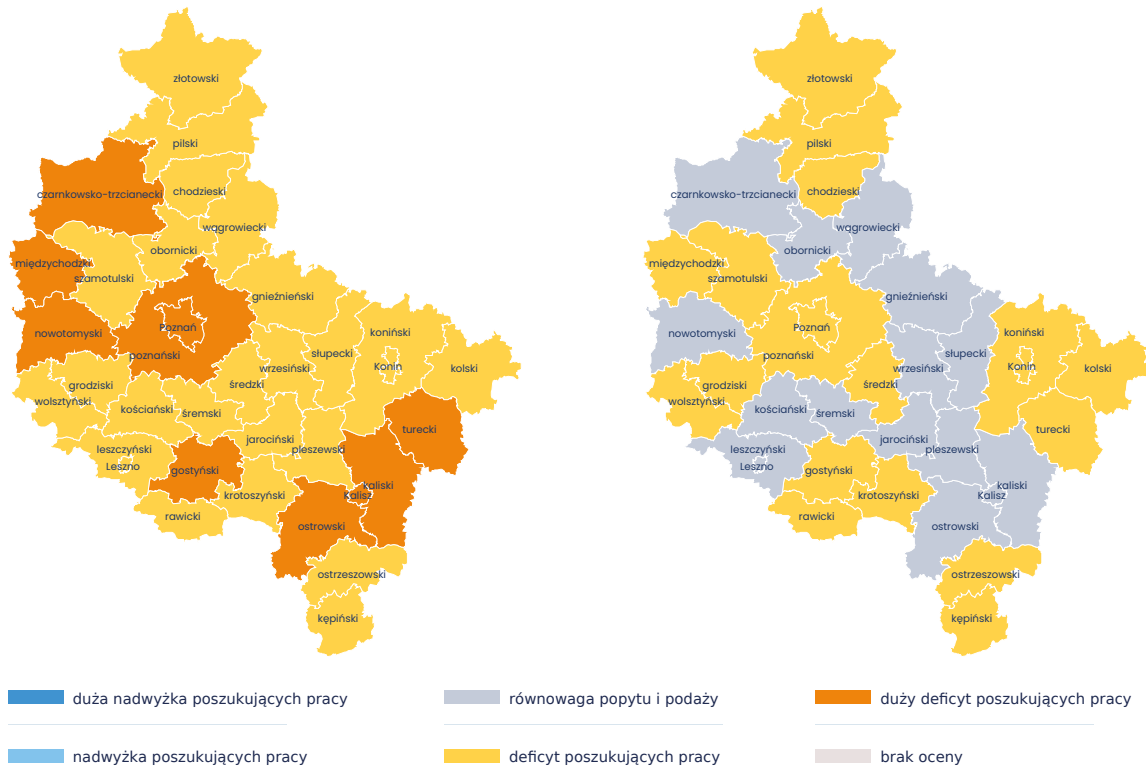 złotowski
pilski
czarnkowsko-trzcianecki
chodzieski
wągrowiecki
obornicki
międzychodzki
szamotulski
gnieźnieński
nowotomyski
Poznań
poznański
koniński
słupecki
wrzesiński
Konin
kolski
grodziski
średzki
wolsztyński
kościański
śremski
turecki
jarociński
leszczyński
pleszewski
Leszno
gostyński
krotoszyński
kaliski
Kalisz
rawicki
ostrowski
ostrzeszowski
kępiński
złotowski
pilski
czarnkowsko-trzcianecki
chodzieski
wągrowiecki
obornicki
międzychodzki
szamotulski
gnieźnieński
nowotomyski
Poznań
poznański
koniński
słupecki
wrzesiński
Konin
kolski
grodziski
średzki
wolsztyński
kościański
śremski
turecki
jarociński
leszczyński
pleszewski
Leszno
gostyński
krotoszyński
kaliski
Kalisz
rawicki
ostrowski
ostrzeszowski
kępiński
duża nadwyżka poszukujących pracy
równowaga popytu i podaży
duży deficyt poszukujących pracy
nadwyżka poszukujących pracy
deficyt poszukujących pracy
brak oceny